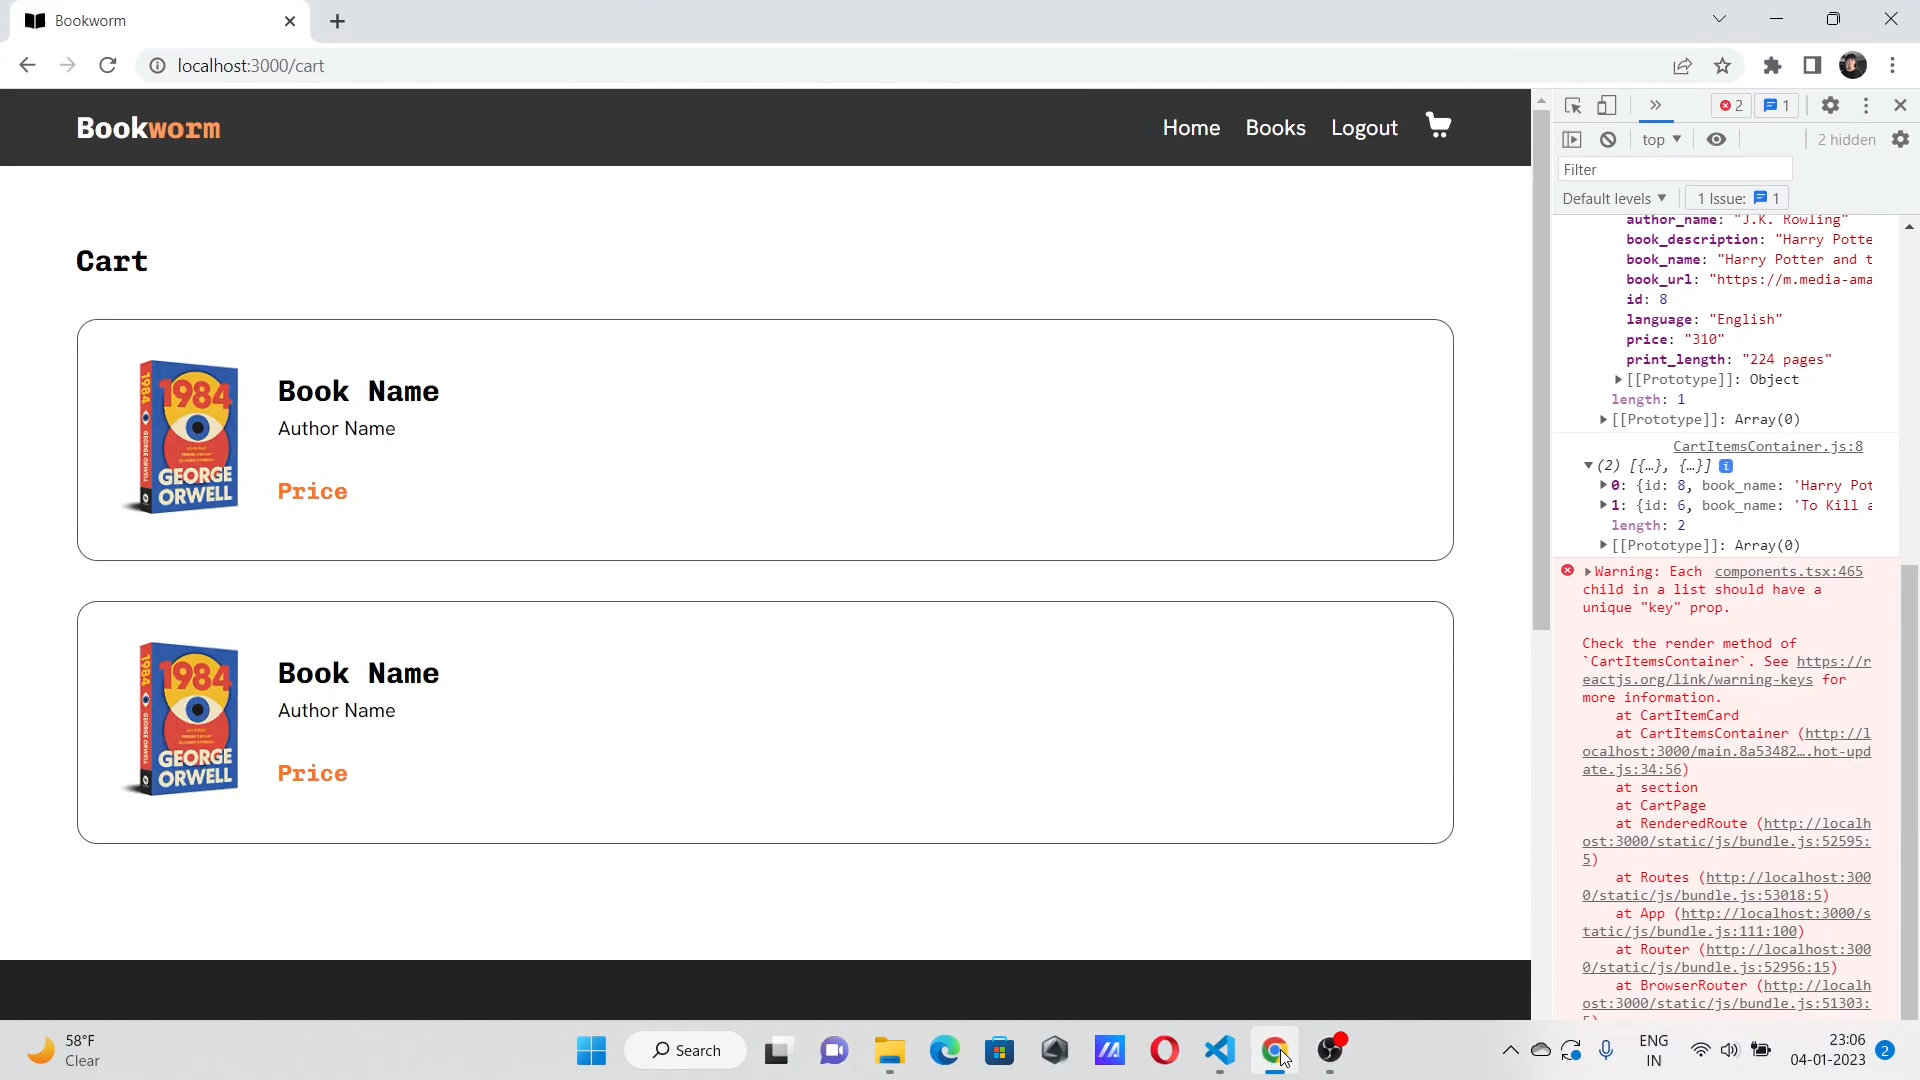 Bookworm
localhost:3000/cart
Bookworm
Home Books Logout
Cart
1984
GEORGE
ORWELL
Book Name
Author Name
Price
1984
GEORGE
ORWELL
Book Name
Author Name
Price
2 1
top 2 hidden
Filter
Default levels 1 Issue: 1
author_name: "J.K. Rowling"
book_description: "Harry Potte
book_name: "Harry Potter and t
book_url: "https://m.media-ama
id: 8
language: "English"
price: "310"
print_length: "224 pages"
[[Prototype]]: Object
length: 1
[[Prototype]]: Array(0)
CartItemsContainer.js:8
(2) [{…}, {…}]
0: {id: 8, book_name: 'Harry Pot
1: {id: 6, book_name: 'To Kill a
length: 2
[[Prototype]]: Array(0)
Warning: Each components.tsx:465
child in a list should have a
unique "key" prop.
Check the render method of
`CartItemsContainer`. See https://r
eactjs.org/link/warning-keys for
more information.
at CartItemCard
at CartItemsContainer (http://l
ocalhost:3000/main.8a53482….hot-upd
ate.js:34:56)
at section
at CartPage
at RenderedRoute (http://localh
ost:3000/static/js/bundle.js:52595:
5)
at Routes (http://localhost:300
0/static/js/bundle.js:53018:5)
at App (http://localhost:3000/s
tatic/js/bundle.js:111:100)
at Router (http://localhost:300
0/static/js/bundle.js:52956:15)
at BrowserRouter (http://localh
ost:3000/static/js/bundle.js:51303:
58°F
Clear
Search
ENG
IN
23:06
04-01-2023
2